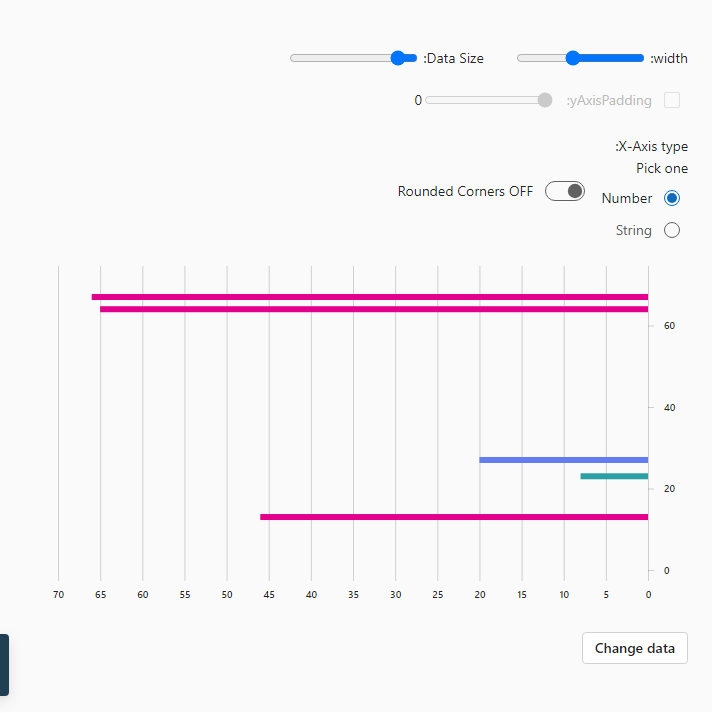 :Data Size
:width
0
:yAxisPadding
:X-Axis type
Pick one
Rounded Corners OFF
Number
String
60
40
20
0
70 65 60 55 50 45 40 35 30 25 20 15 10 5 0
Change data